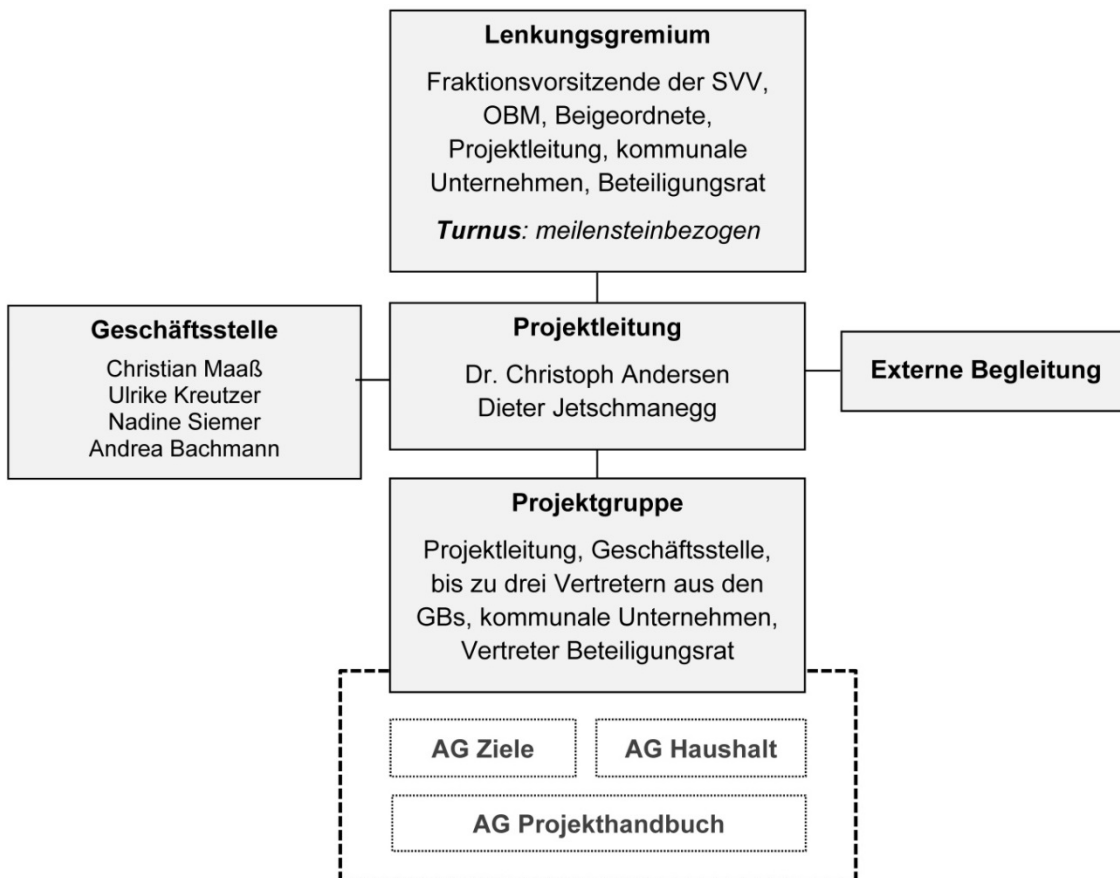 Lenkungsgremium
Fraktionsvorsitzende der SVV,
OBM, Beigeordnete,
Projektleitung, kommunale
Unternehmen, Beteiligungsrat
Turnus: meilensteinbezogen
Geschäftsstelle
Christian Maaß
Ulrike Kreutzer
Nadine Siemer
Andrea Bachmann
Projektleitung
Dr. Christoph Andersen
Dieter Jetschmanegg
Externe Begleitung
Projektgruppe
Projektleitung, Geschäftsstelle,
bis zu drei Vertretern aus den
GBs, kommunale Unternehmen,
Vertreter Beteiligungsrat
AG Ziele
AG Haushalt
AG Projekthandbuch